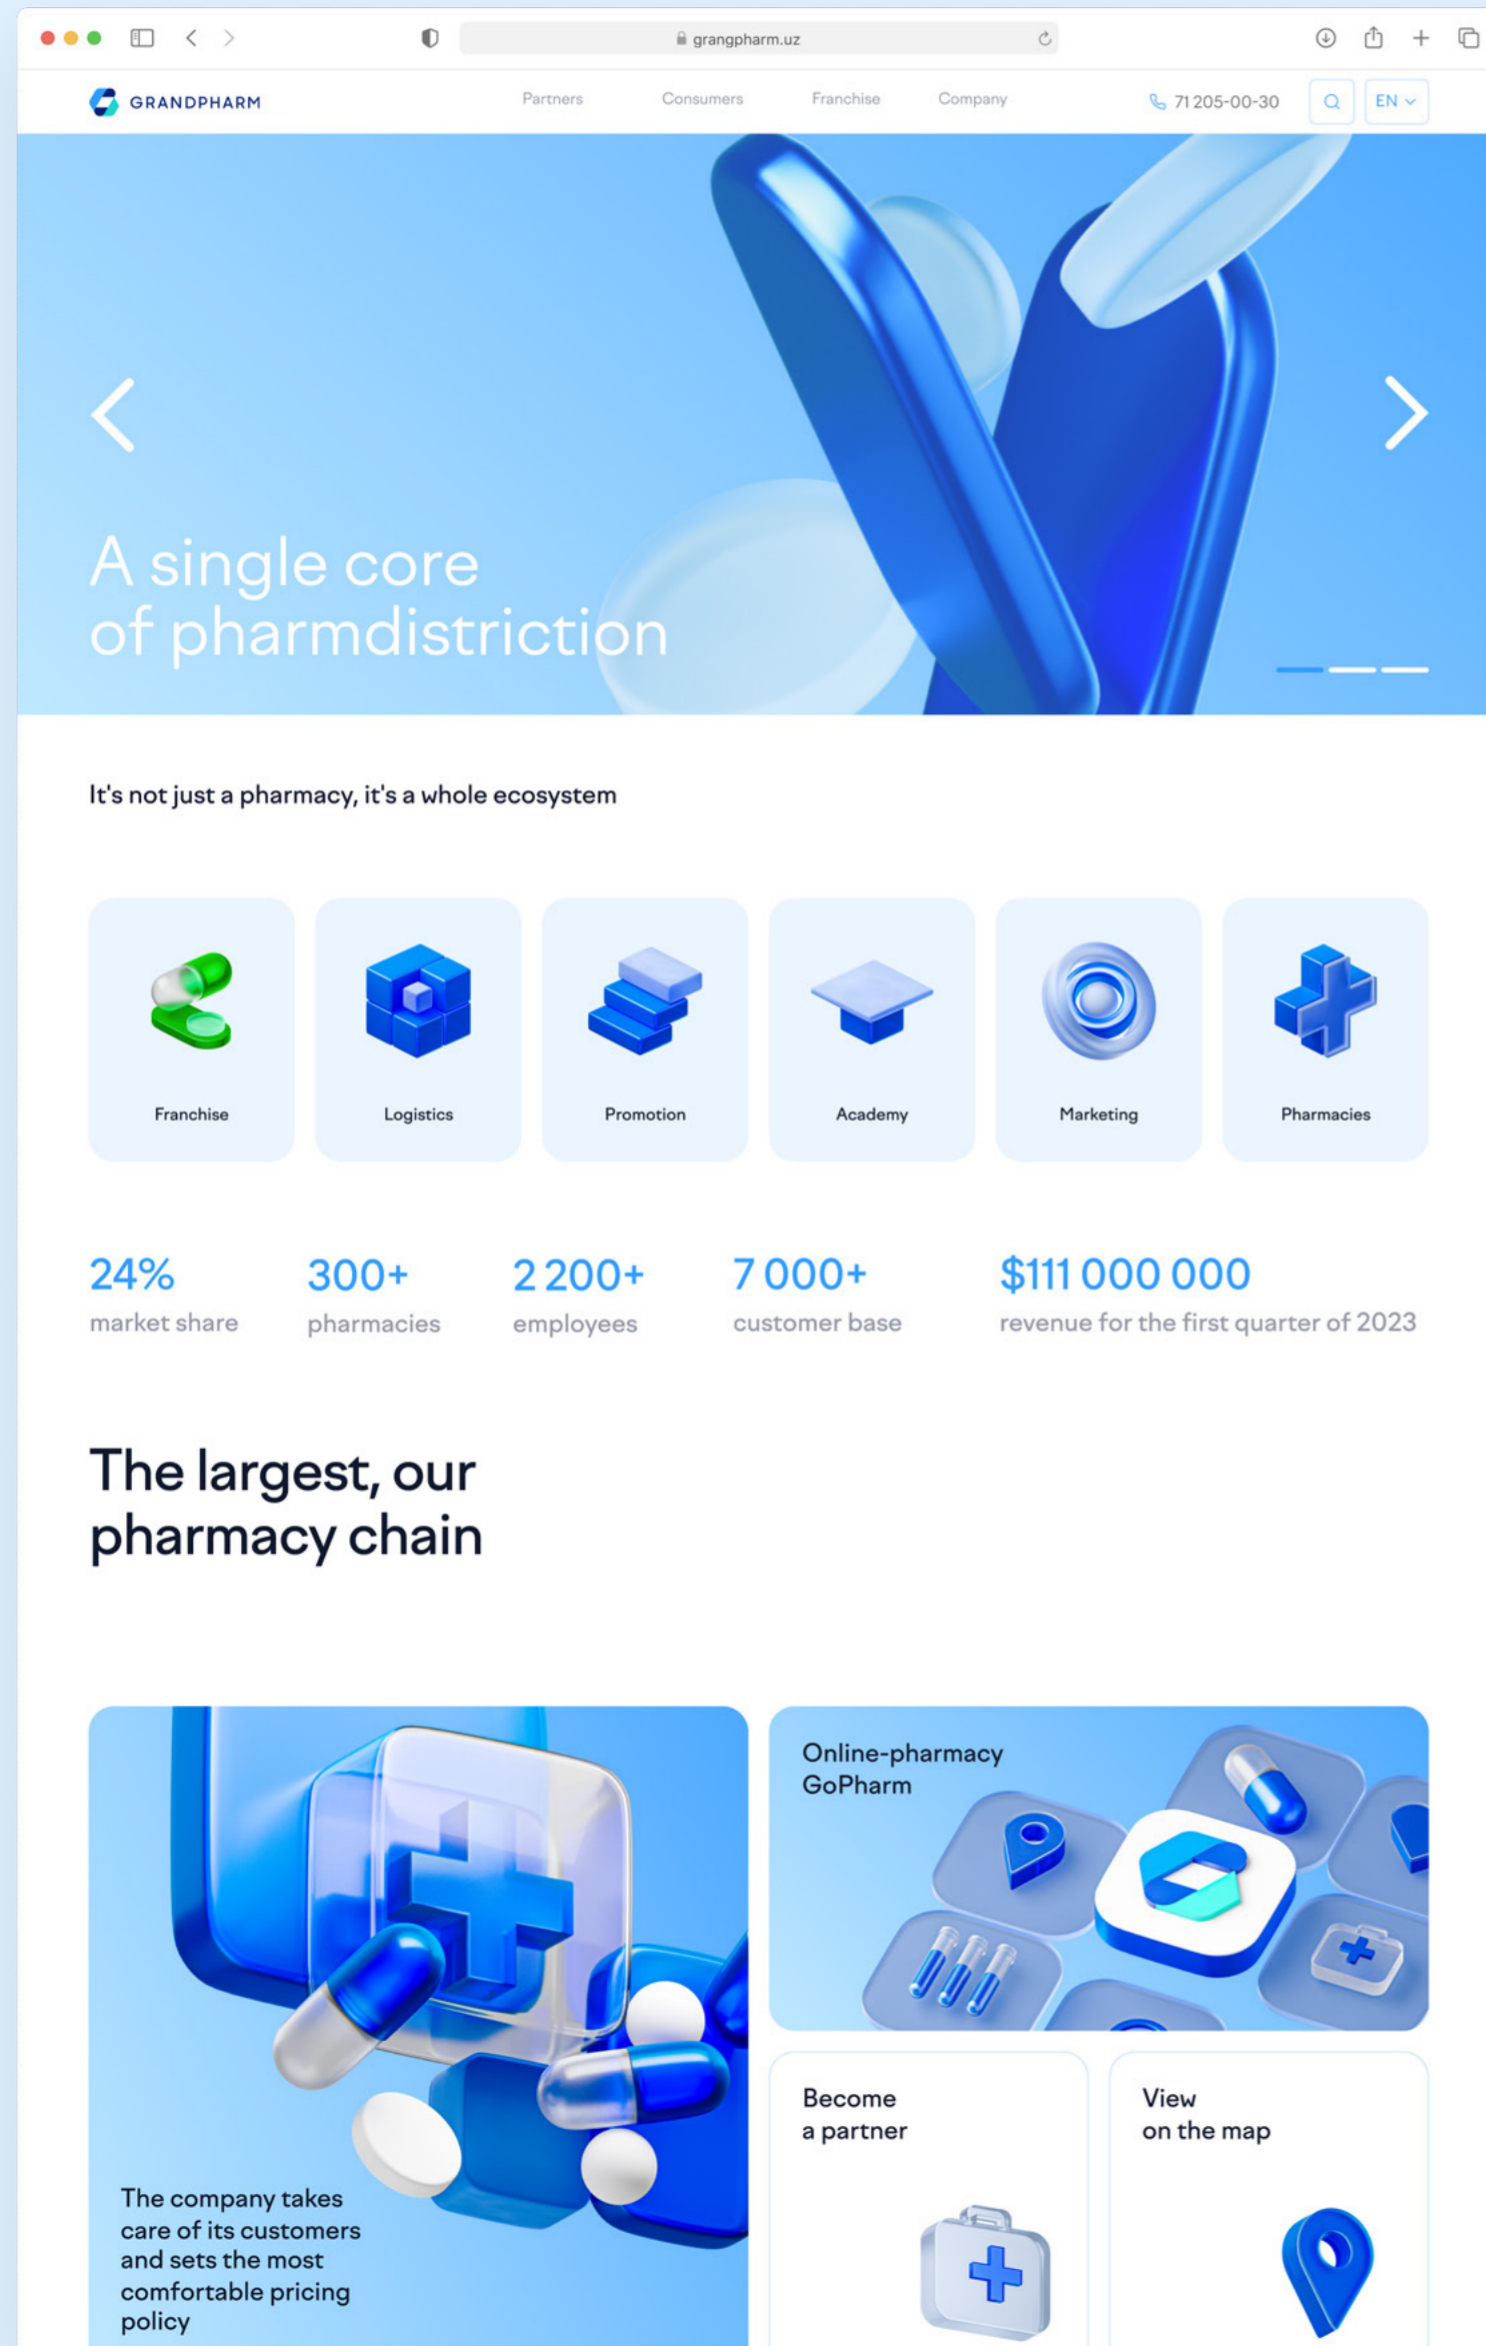 grangpharm.uz
GRANDPHARM
Partners
Consumers
Franchise
Company
71 205-00-30
EN
A single core
of pharmdistriction
It's not just a pharmacy, it's a whole ecosystem
Franchise
Logistics
Promotion
Academy
Marketing
Pharmacies
24%
market share
300+
pharmacies
2 200+
employees
7 000+
customer base
$111 000 000
revenue for the first quarter of 2023
The largest, our
pharmacy chain
The company takes
care of its customers
and sets the most
comfortable pricing
policy
Online-pharmacy
GoPharm
Become
a partner
View
on the map